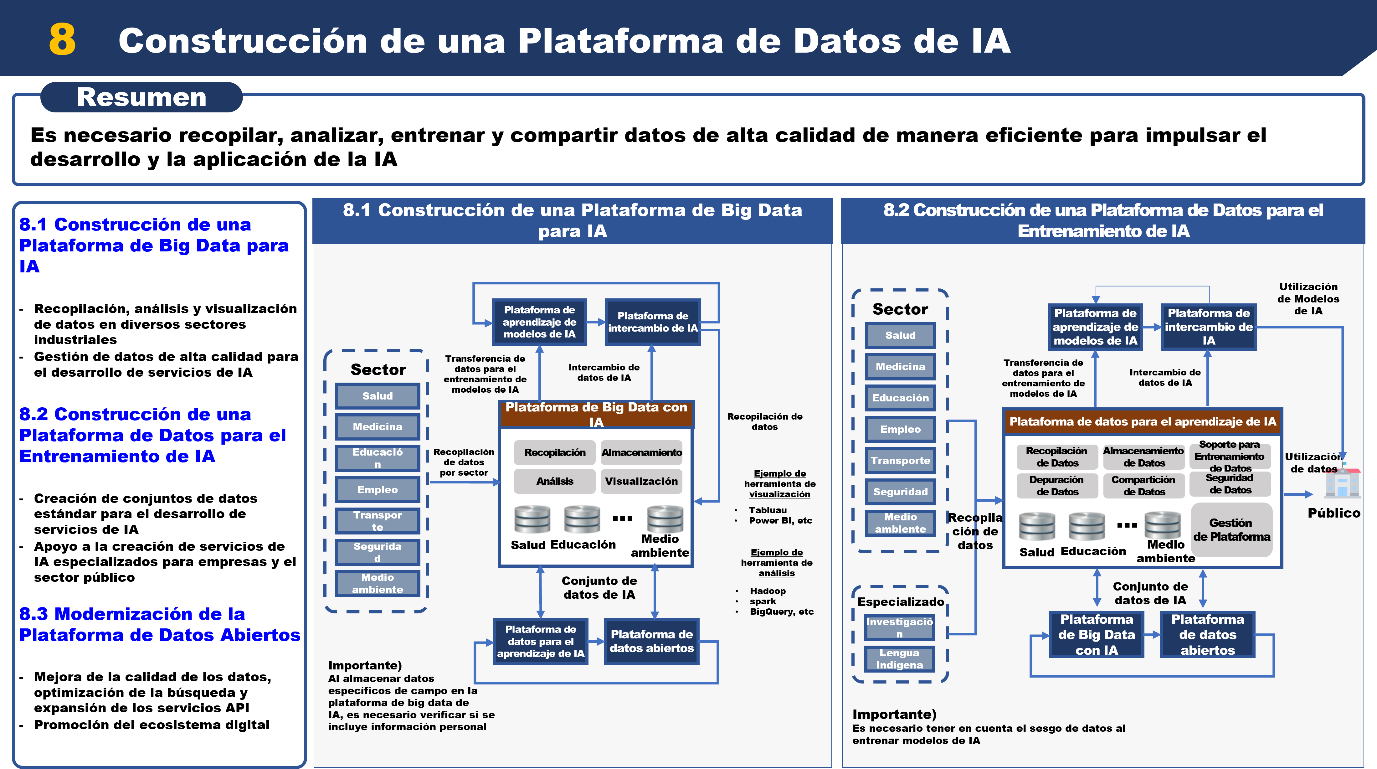 8 Construcción de una Plataforma de Datos de IA
Resumen
Es necesario recopilar, analizar, entrenar y compartir datos de alta calidad de manera eficiente para impulsar el
desarrollo y la aplicación de la IA
8.1 Construcción de una
Plataforma de Big Data para
IA
- Recopilación, análisis y visualización
de datos en diversos sectores
industriales
- Gestión de datos de alta calidad para
el desarrollo de servicios de IA
8.2 Construcción de una
Plataforma de Datos para el
Entrenamiento de IA
- Creación de conjuntos de datos
estándar para el desarrollo de
servicios de IA
- Apoyo a la creación de servicios de
IA especializados para empresas y el
sector público
8.3 Modernización de la
Plataforma de Datos Abiertos
- Mejora de la calidad de los datos,
optimización de la búsqueda y
expansión de los servicios API
- Promoción del ecosistema digital
8.1 Construcción de una Plataforma de Big Data
para IA
Plataforma de
aprendizaje de
modelos de IA
Plataforma de
intercambio de IA
Transferencia de
datos para el
entrenamiento de
modelos de IA
Intercambio de
datos de IA
Sector
Salud
Medicina
Educació
n
Empleo
Transpor
te
Segurida
d
Medio
ambiente
Recopilación
de datos
por sector
Plataforma de Big Data con
IA
Recopilación
Almacenamiento
Análisis
Visualización
...
Salud
Educación
Medio
ambiente
Recopilación de
datos
Ejemplo de
herramienta de
visualización
• Tabluau
• Power BI, etc
Ejemplo de
herramienta de
análisis
• Hadoop
• spark
• BigQuery, etc
Conjunto de
datos de IA
Plataforma de
datos para el
aprendizaje de IA
Plataforma de
datos abiertos
Importante)
Al almacenar datos
específicos de campo en la
plataforma de big data de
IA, es necesario verificar si se
incluye información personal
8.2 Construcción de una Plataforma de Datos para el
Entrenamiento de IA
Sector
Salud
Medicina
Educación
Empleo
Transporte
Seguridad
Medio
ambiente
Especializado
Investigació
n
Lengua
Indígena
Recopila
ción de
datos
Plataforma de
aprendizaje de
modelos de IA
Plataforma de
intercambio de
IA
Utilización
de Modelos
de IA
Transferencia de
datos para el
entrenamiento de
modelos de IA
Intercambio de
datos de IA
Plataforma de datos para el aprendizaje de IA
Recopilación
de Datos
Almacenamiento
de Datos
Soporte para
Entrenamiento
de Datos
Depuración
de Datos
Compartición
de Datos
Seguridad
de Datos
...
Gestión
de Plataforma
Salud
Educación
Medio
ambiente
Utilización
de datos
Público
Conjunto de
datos de IA
Plataforma
de Big Data
con IA
Plataforma
de datos
abiertos
Importante)
Es necesario tener en cuenta el sesgo de datos al
entrenar modelos de IA